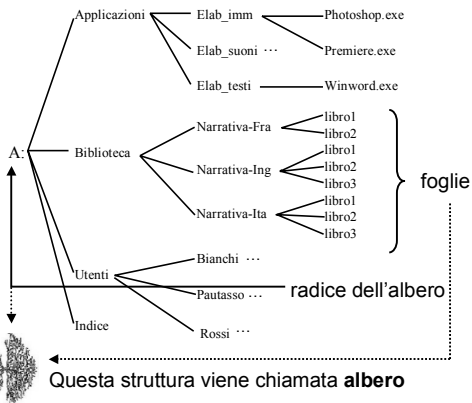 Applicazioni
Elab_imm
Photoshop.exe
Elab_suoni …
Premiere.exe
Elab_testi
Winword.exe
A:
Biblioteca
Narrativa-Fra
libro1
libro2
Narrativa-Ing
libro1
libro2
libro3
Narrativa-Ita
libro1
libro2
libro3
foglie
Utenti
Bianchi …
Pautasso …
Rossi …
radice dell'albero
Indice
Questa struttura viene chiamata albero